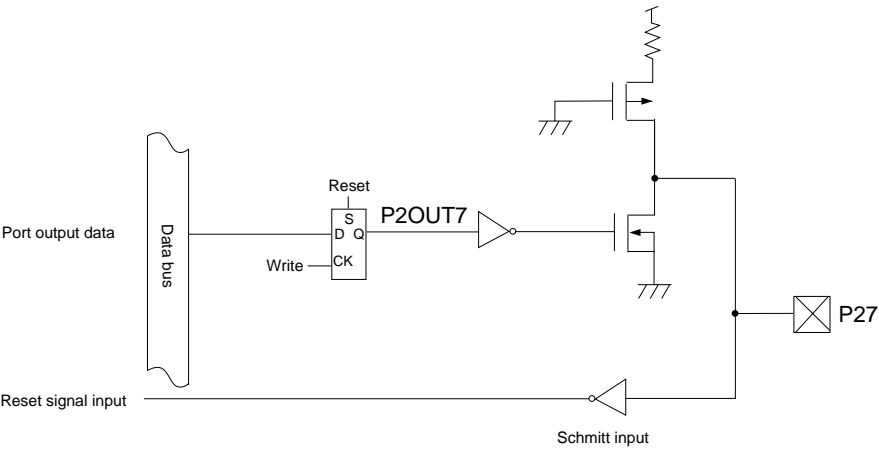 Reset
S
P2OUT7
Port output data
Data bus
D Q
Write
CK
P27
Reset signal input
Schmitt input